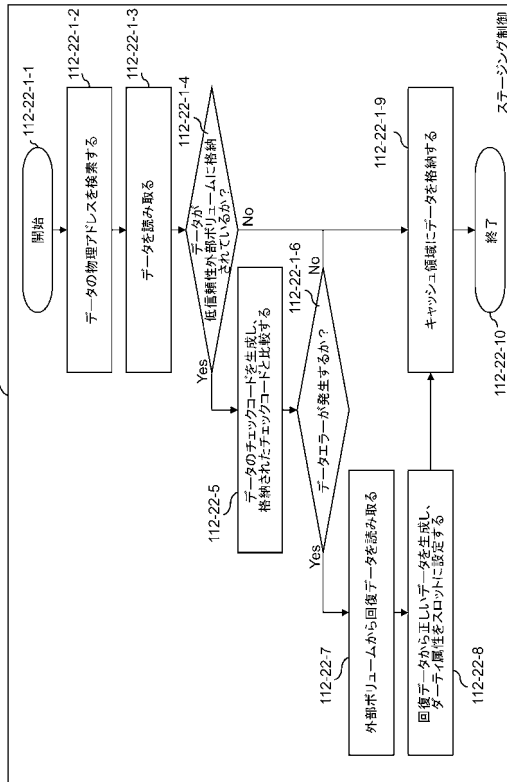 112-22-1-1
開始
112-22-1-2
データの物理アドレスを検索する
112-22-1-3
データを読み取る
112-22-1-4
データが
低信頼性外部ボリュームに格納
されているか?
Yes
No
112-22-5
データのチェックコードを生成し、
格納されたチェックコードと比較する
112-22-1-6
データエラーが発生するか?
Yes
No
112-22-7
外部ボリュームから回復データを読み取る
回復データから正しいデータを生成し、
ダーティ属性をスロットに設定する
112-22-8
112-22-1-9
キャッシュ領域にデータを格納する
終了
112-22-10
ステージング制御